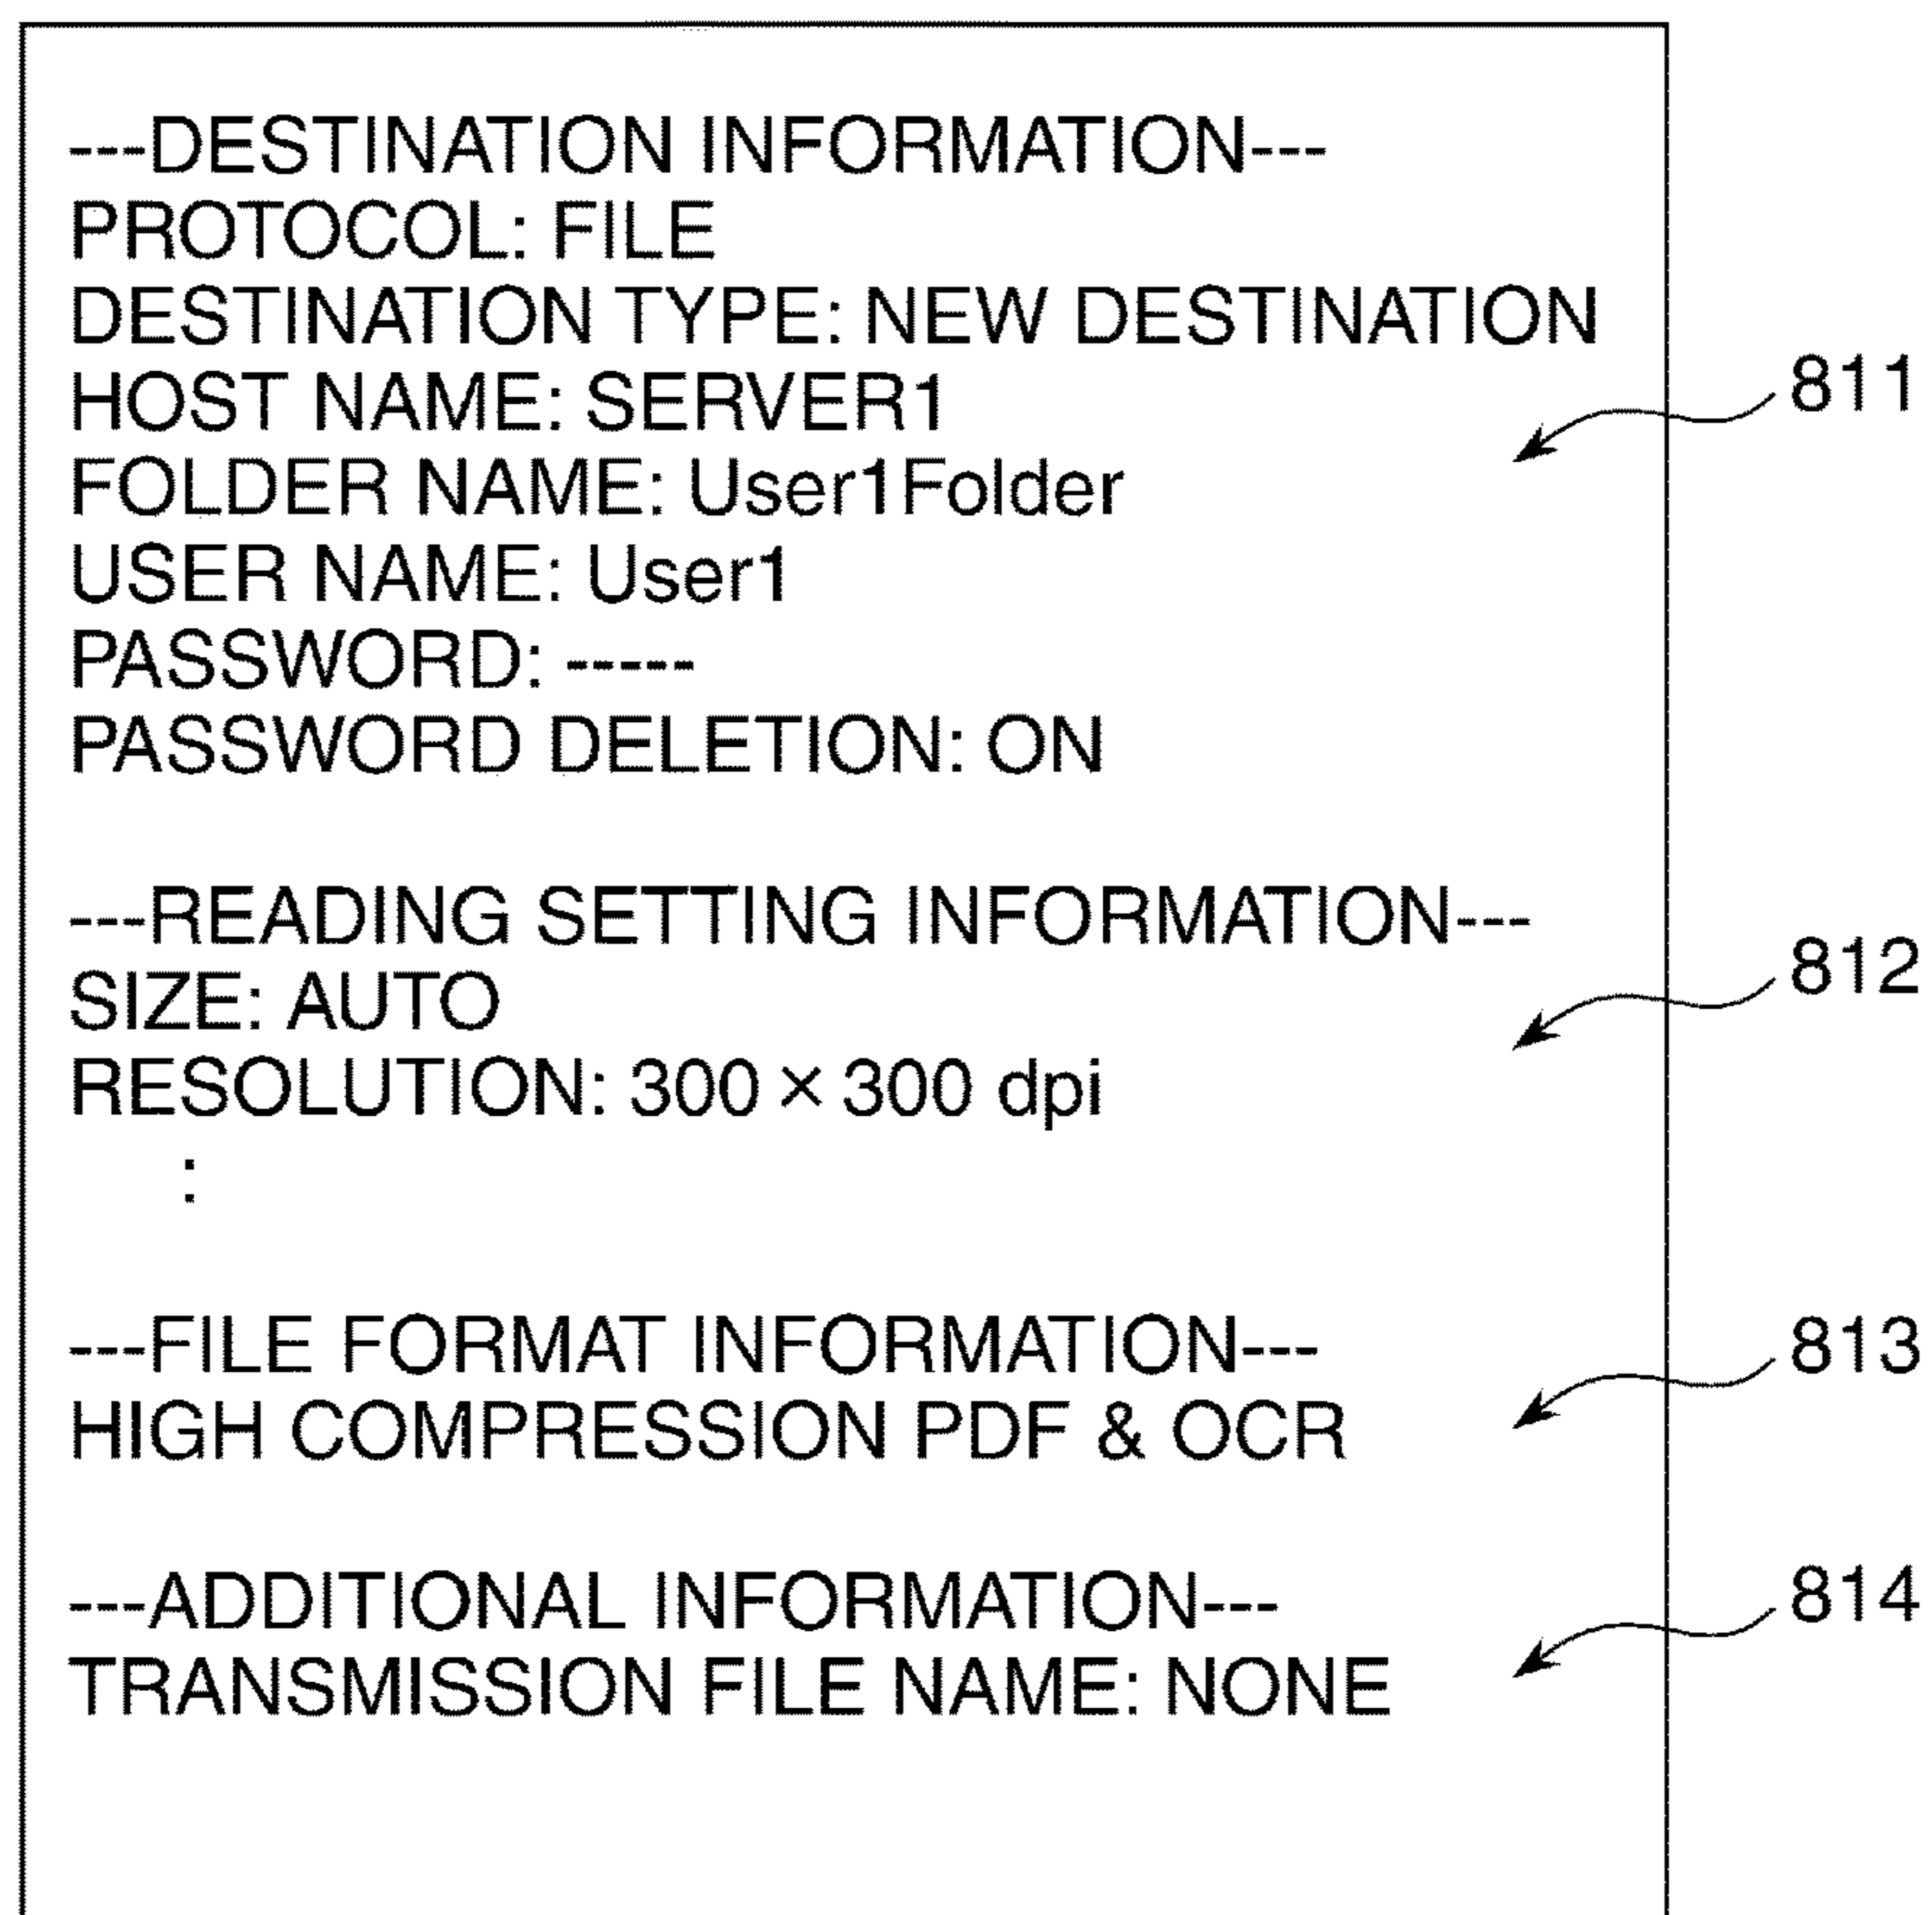 ---DESTINATION INFORMATION---
PROTOCOL: FILE
DESTINATION TYPE: NEW DESTINATION
HOST NAME: SERVER1
811
FOLDER NAME: User1Folder
USER NAME: User1
PASSWORD: -----
PASSWORD DELETION: ON
---READING SETTING INFORMATION---
812
SIZE: AUTO
RESOLUTION: 300 × 300 dpi
:
---FILE FORMAT INFORMATION---
813
HIGH COMPRESSION PDF & OCR
---ADDITIONAL INFORMATION---
814
TRANSMISSION FILE NAME: NONE